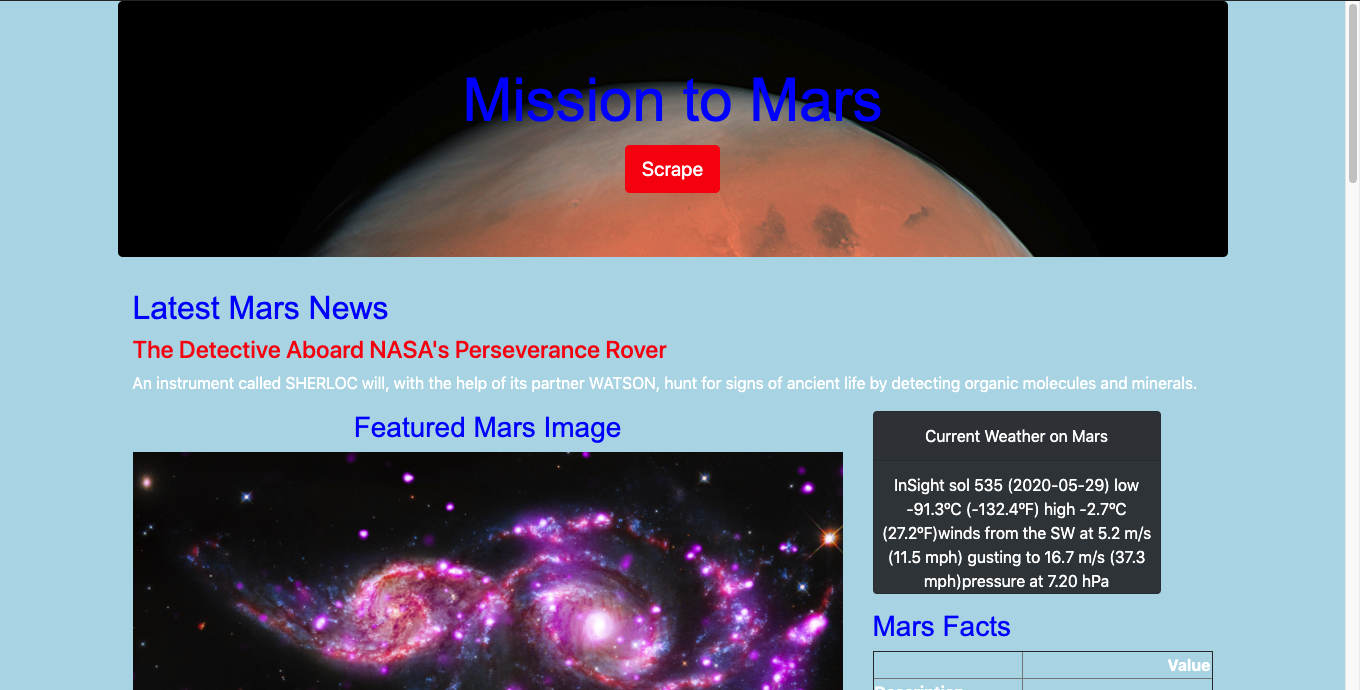 Mission to Mars
Scrape
Latest Mars News
The Detective Aboard NASA's Perseverance Rover
An instrument called SHERLOC will, with the help of its partner WATSON, hunt for signs of ancient life by detecting organic molecules and minerals.
Featured Mars Image
Current Weather on Mars
InSight sol 535 (2020-05-29) low
-91.3ºC (-132.4ºF) high -2.7ºC
(27.2ºF)winds from the SW at 5.2 m/s
(11.5 mph) gusting to 16.7 m/s (37.3
mph)pressure at 7.20 hPa
Mars Facts
Value
Description